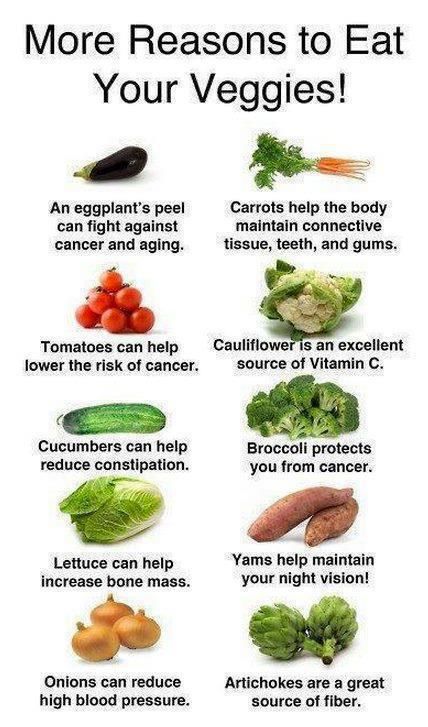 More Reasons to Eat
Your Veggies!
An eggplant's peel
can fight against
cancer and aging.
Carrots help the body
maintain connective
tissue, teeth, and gums.
Tomatoes can help
lower the risk of cancer.
Cauliflower is an excellent
source of Vitamin C.
Cucumbers can help
reduce constipation.
Broccoli protects
you from cancer.
Lettuce can help
increase bone mass.
Yams help maintain
your night vision!
Onions can reduce
high blood pressure.
Artichokes are a great
source of fiber.